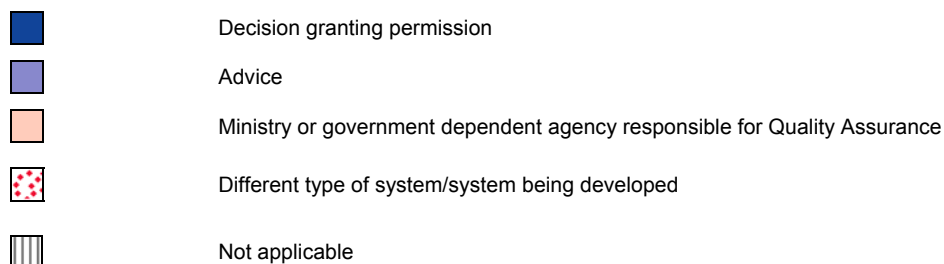 Decision granting permission
Advice
Ministry or government dependent agency responsible for Quality Assurance
Different type of system/system being developed
Not applicable